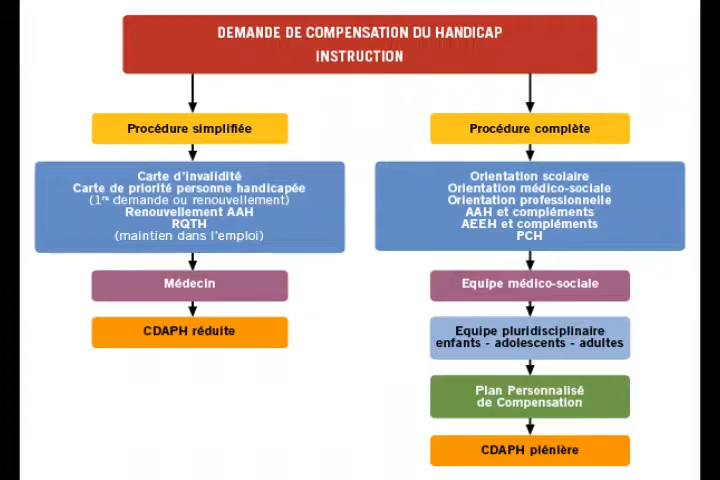 DEMANDE DE COMPENSATION DU HANDICAP
INSTRUCTION
Procédure simplifiée
Carte d'invalidité
Carte de priorité personne handicapée
(1re demande ou renouvellement)
Renouvellement AAH
RQTH
(maintien dans l'emploi)
Médecin
CDAPH réduite
Procédure complète
Orientation scolaire
Orientation médico-sociale
Orientation professionnelle
AAH et compléments
AEEH et compléments
PCH
Equipe médico-sociale
Equipe pluridisciplinaire
enfants - adolescents - adultes
Plan Personnalisé
de Compensation
CDAPH plénière